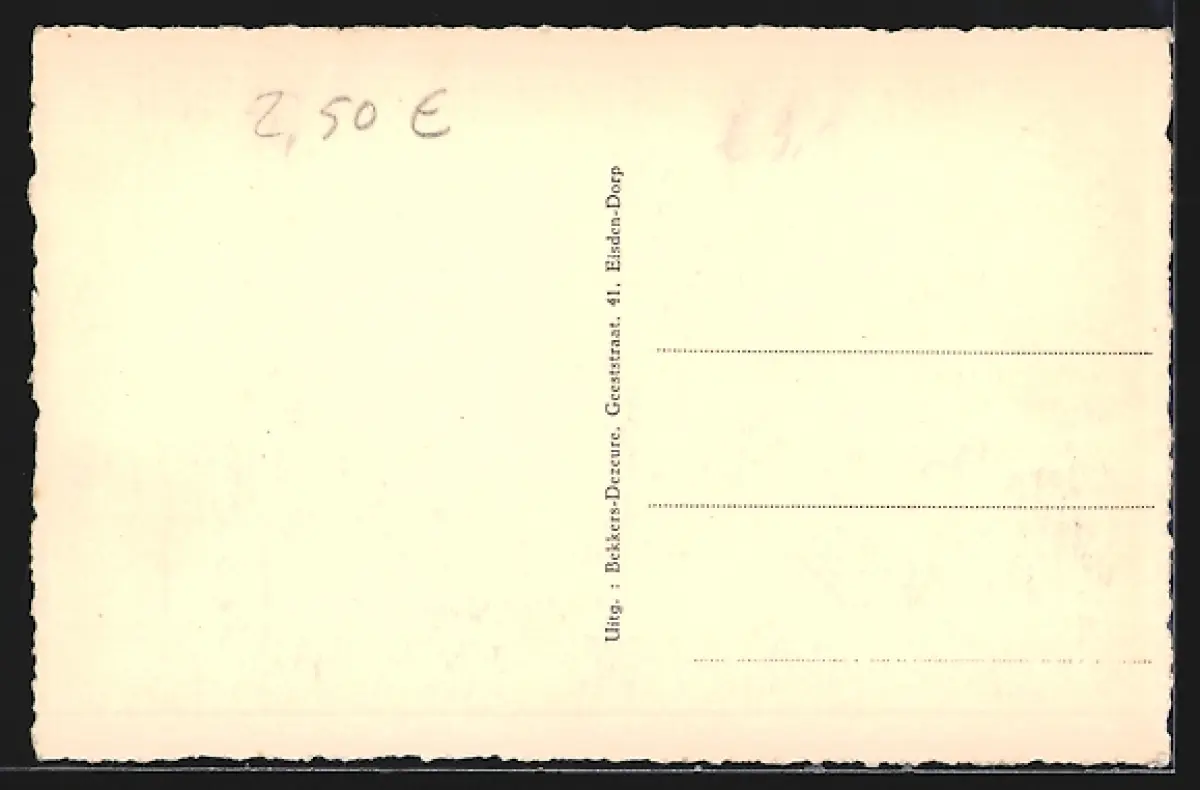 2,50 €
Uitg. : Bekkers-Dezeure, Geeststraat, 41, Eisden-Dorp